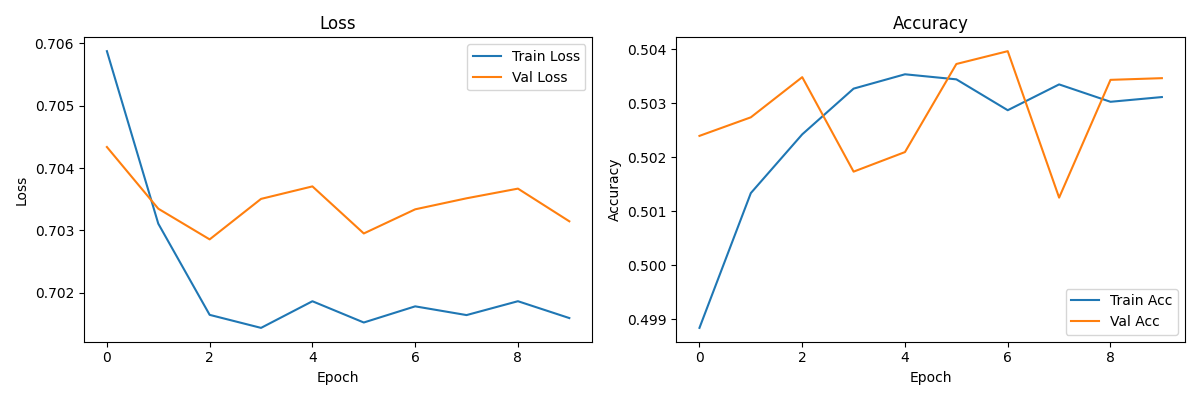 Loss
0.706
0.705
0.704
0.703
0.702
Loss
0 2 4 6 8
Epoch
Train Loss
Val Loss
Accuracy
0.504
0.503
0.502
0.501
0.500
0.499
Accuracy
0 2 4 6 8
Epoch
Train Acc
Val Acc